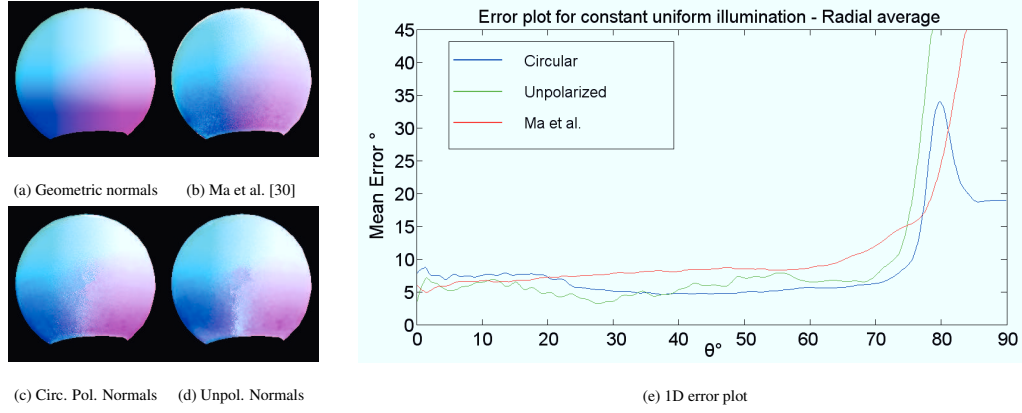 (a) Geometric normals
(b) Ma et al. [30]
(c) Circ. Pol. Normals
(d) Unpol. Normals
Error plot for constant uniform illumination - Radial average
Circular
Unpolarized
Ma et al.
Mean Error °
45
40
35
30
25
20
15
10
5
0
0 10 20 30 40 50 60 70 80 90
θ°
(e) 1D error plot